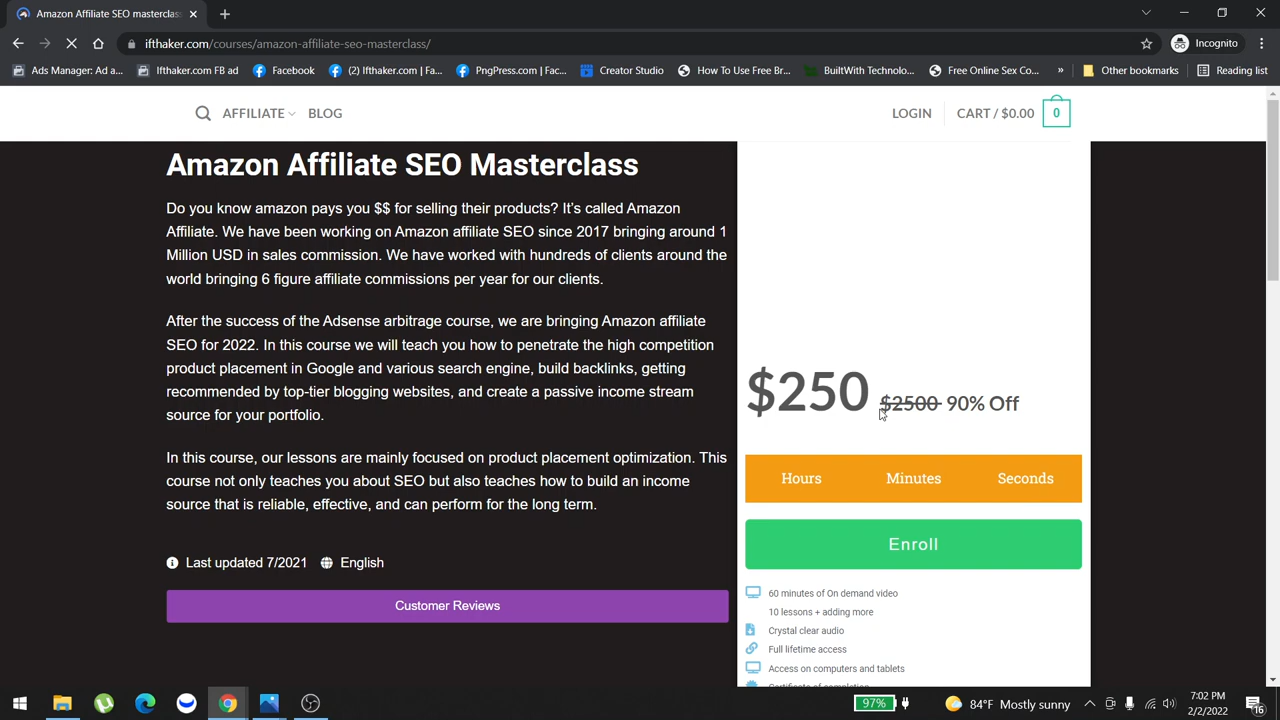 Amazon Affiliate SEO masterclass
ifthaker.com/courses/amazon-affiliate-seo-masterclass/
Incognito
Ads Manager: Ad a...
Ifthaker.com FB ad
Facebook
(2) Ifthaker.com | Fa...
PngPress.com | Fac...
Creator Studio
How To Use Free Br...
BuiltWith Technolo...
Free Online Sex Co...
»
Other bookmarks
Reading list
AFFILIATE
BLOG
LOGIN
CART / $0.00
0
Amazon Affiliate SEO Masterclass
Do you know amazon pays you $$ for selling their products? It's called Amazon
Affiliate. We have been working on Amazon affiliate SEO since 2017 bringing around 1
Million USD in sales commission. We have worked with hundreds of clients around the
world bringing 6 figure affiliate commissions per year for our clients.
After the success of the Adsense arbitrage course, we are bringing Amazon affiliate
SEO for 2022. In this course we will teach you how to penetrate the high competition
product placement in Google and various search engine, build backlinks, getting
recommended by top-tier blogging websites, and create a passive income stream
source for your portfolio.
In this course, our lessons are mainly focused on product placement optimization. This
course not only teaches you about SEO but also teaches how to build an income
source that is reliable, effective, and can perform for the long term.
Last updated 7/2021
English
Customer Reviews
$250 $2500 90% Off
Hours Minutes Seconds
Enroll
60 minutes of On demand video
10 lessons + adding more
Crystal clear audio
Full lifetime access
Access on computers and tablets
Certificate of completion
97%
84°F Mostly sunny
7:02 PM
2/2/2022
16